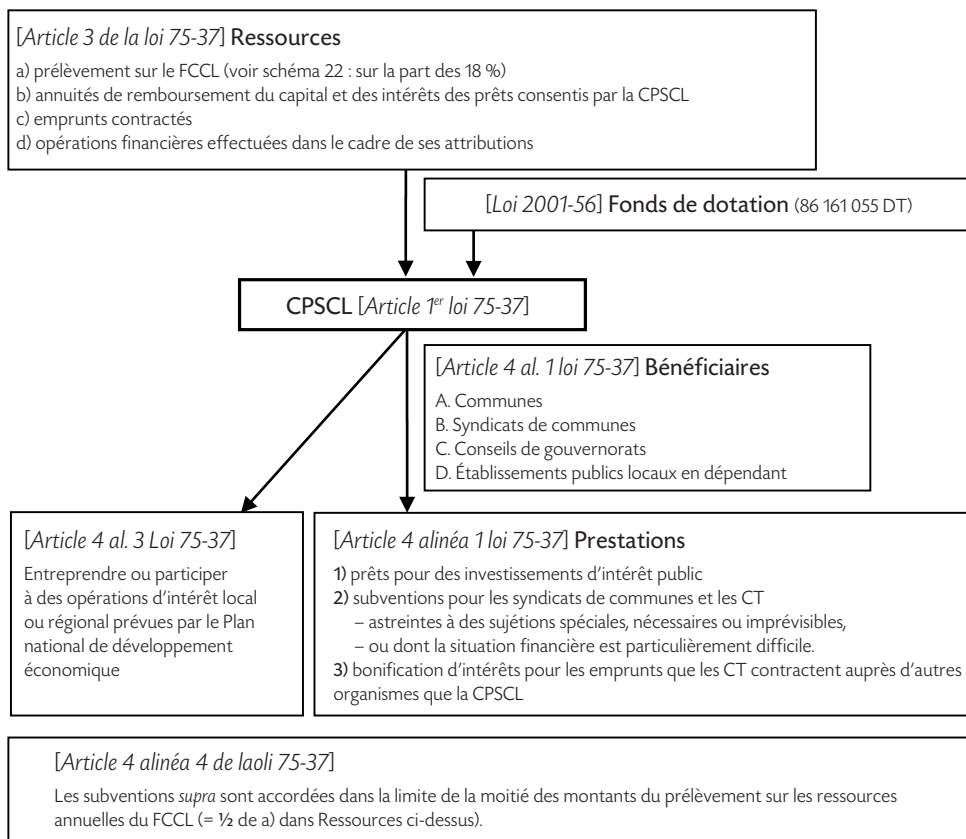 [Article 3 de la loi 75-37] Ressources
a) prélèvement sur le FCCL (voir schéma 22 : sur la part des 18 %)
b) annuités de remboursement du capital et des intérêts des prêts consentis par la CPSCL
c) emprunts contractés
d) opérations financières effectuées dans le cadre de ses attributions
[Loi 2001-56] Fonds de dotation (86 161 055 DT)
CPSCL [Article 1er loi 75-37]
[Article 4 al. 1 loi 75-37] Bénéficiaires
A. Communes
B. Syndicats de communes
C. Conseils de gouvernorats
D. Établissements publics locaux en dépendant
[Article 4 al. 3 Loi 75-37]
Entreprendre ou participer
à des opérations d'intérêt local
ou régional prévues par le Plan
national de développement
économique
[Article 4 alinéa 1 loi 75-37] Prestations
1) prêts pour des investissements d'intérêt public
2) subventions pour les syndicats de communes et les CT
– astreintes à des sujétions spéciales, nécessaires ou imprévisibles,
– ou dont la situation financière est particulièrement difficile.
3) bonification d'intérêts pour les emprunts que les CT contractent auprès d'autres
organismes que la CPSCL
[Article 4 alinéa 4 de laoli 75-37]
Les subventions supra sont accordées dans la limite de la moitié des montants du prélèvement sur les ressources
annuelles du FCCL (= ½ de a) dans Ressources ci-dessus).